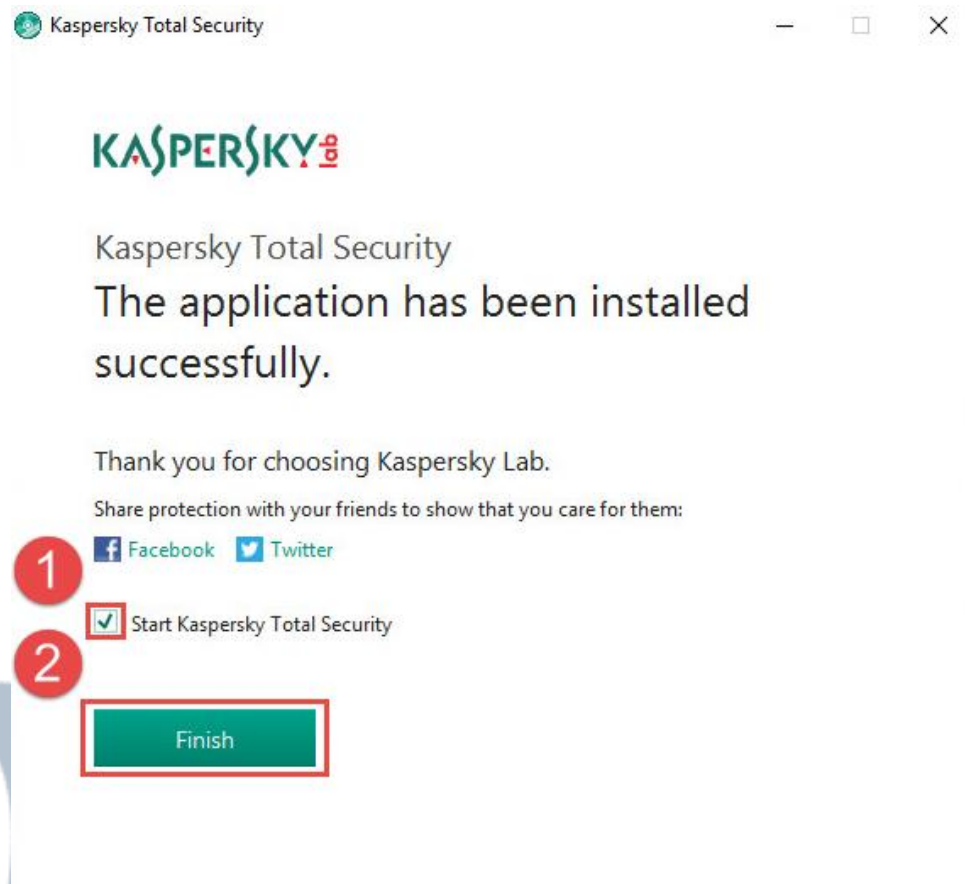 Kaspersky Total Security
KASPERSKY lab
Kaspersky Total Security
The application has been installed
successfully.
Thank you for choosing Kaspersky Lab.
Share protection with your friends to show that you care for them:
Facebook Twitter
1
Start Kaspersky Total Security
2
Finish